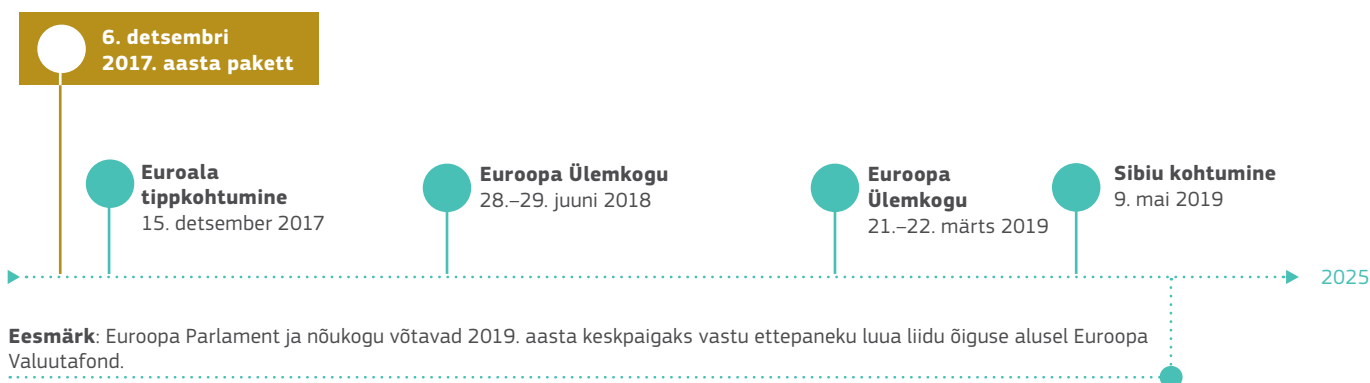 6. detsembri
2017. aasta pakett
Euroala
tippkohtumine
15. detsember 2017
Euroopa Ülemkogu
28.–29. juuni 2018
Euroopa
Ülemkogu
21.–22. märts 2019
Sibiu kohtumine
9. mai 2019
2025
Eesmärk: Euroopa Parlament ja nõukogu võtavad 2019. aasta keskpaigaks vastu ettepaneku luua liidu õiguse alusel Euroopa
Valuutafond.